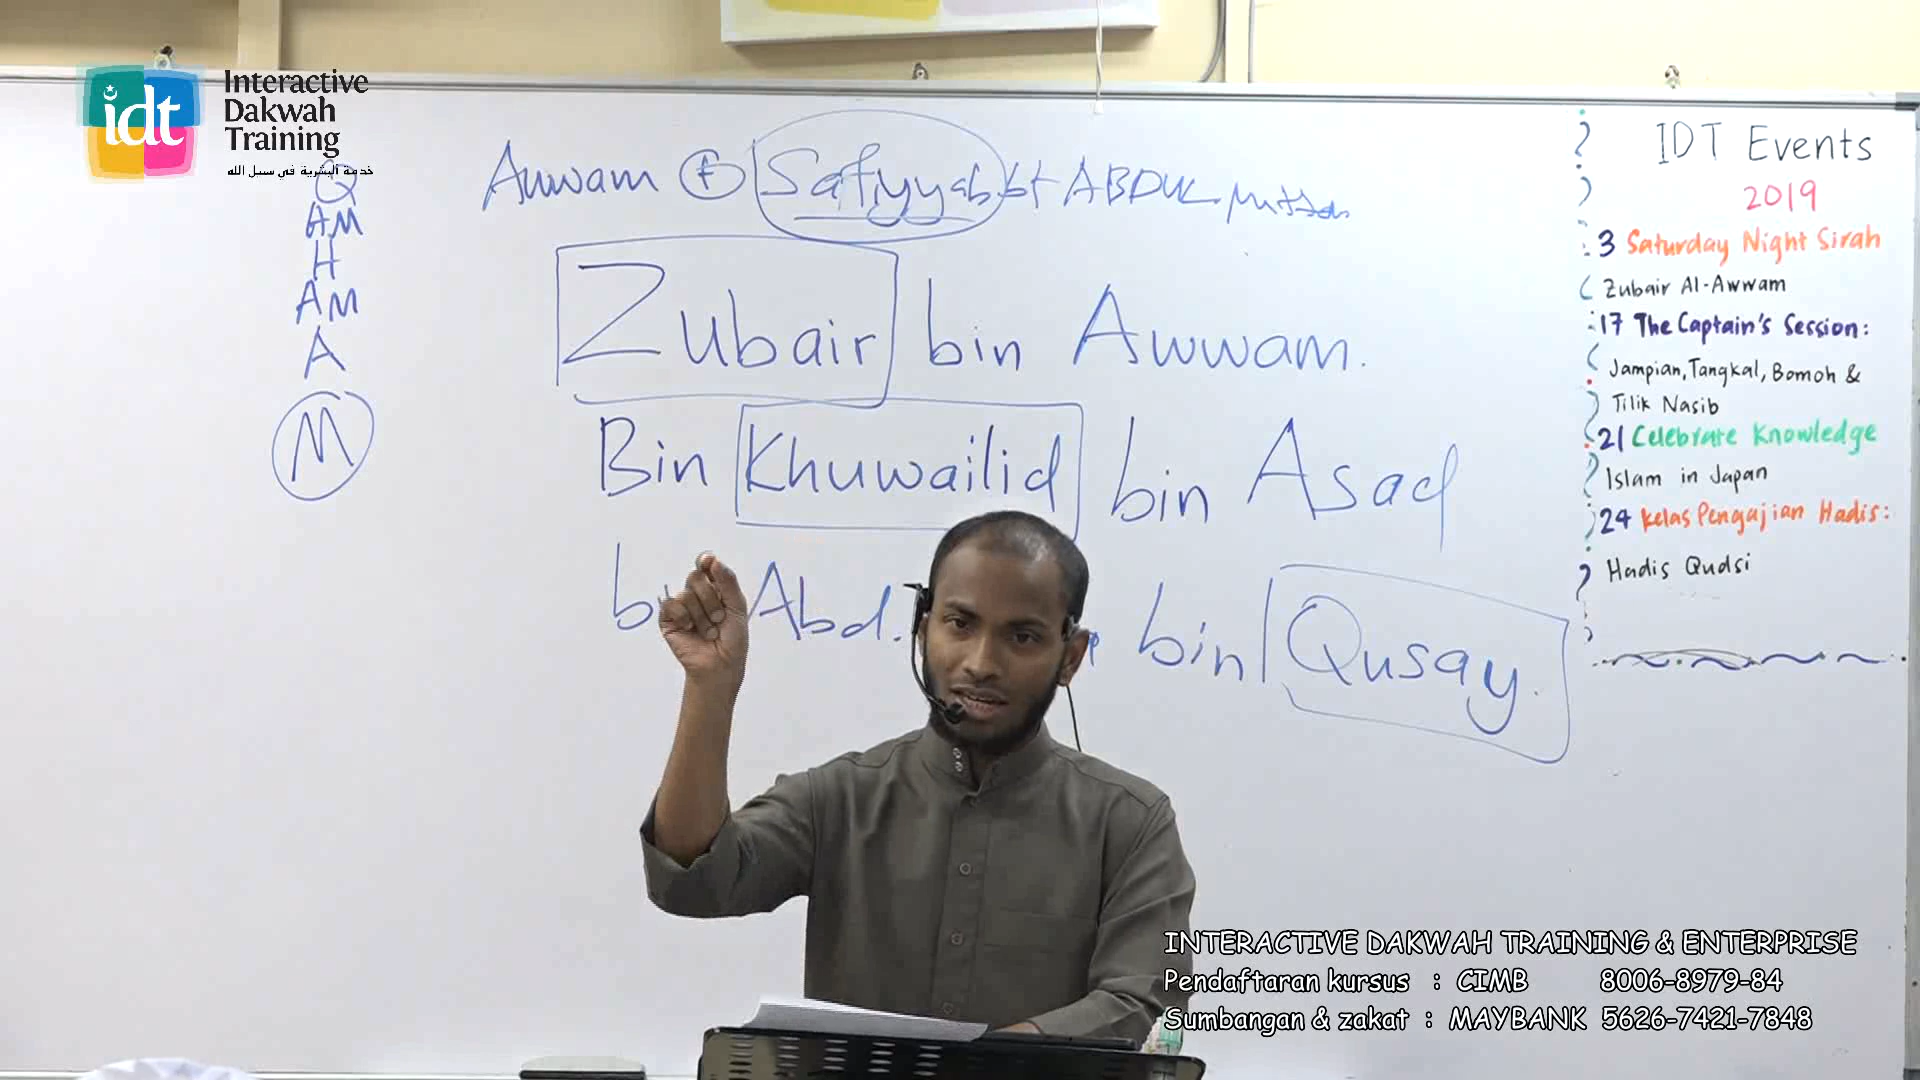 idt
Interactive
Dakwah
Training
خدمة البشرية في سبيل الله
Q
AM
H
AM
A
M
Awwam + Safiyyah bt ABDUL
Zubair bin Awwam.
Bin Khuwailid bin Asad
Abd. bin Qusay.
IDT Events
2019
3 Saturday Night Sirah
Zubair Al-Awwam
17 The Captain's Session:
Jampian, Tangkal, Bomoh &
Tilik Nasib
21 Celebrate Knowledge
Islam in Japan
24 Kelas Pengajian Hadis:
Hadis Qudsi
INTERACTIVE DAKWAH TRAINING & ENTERPRISE
Pendaftaran kursus : CIMB 8006-8979-84
Sumbangan & zakat : MAYBANK 5626-7421-7848